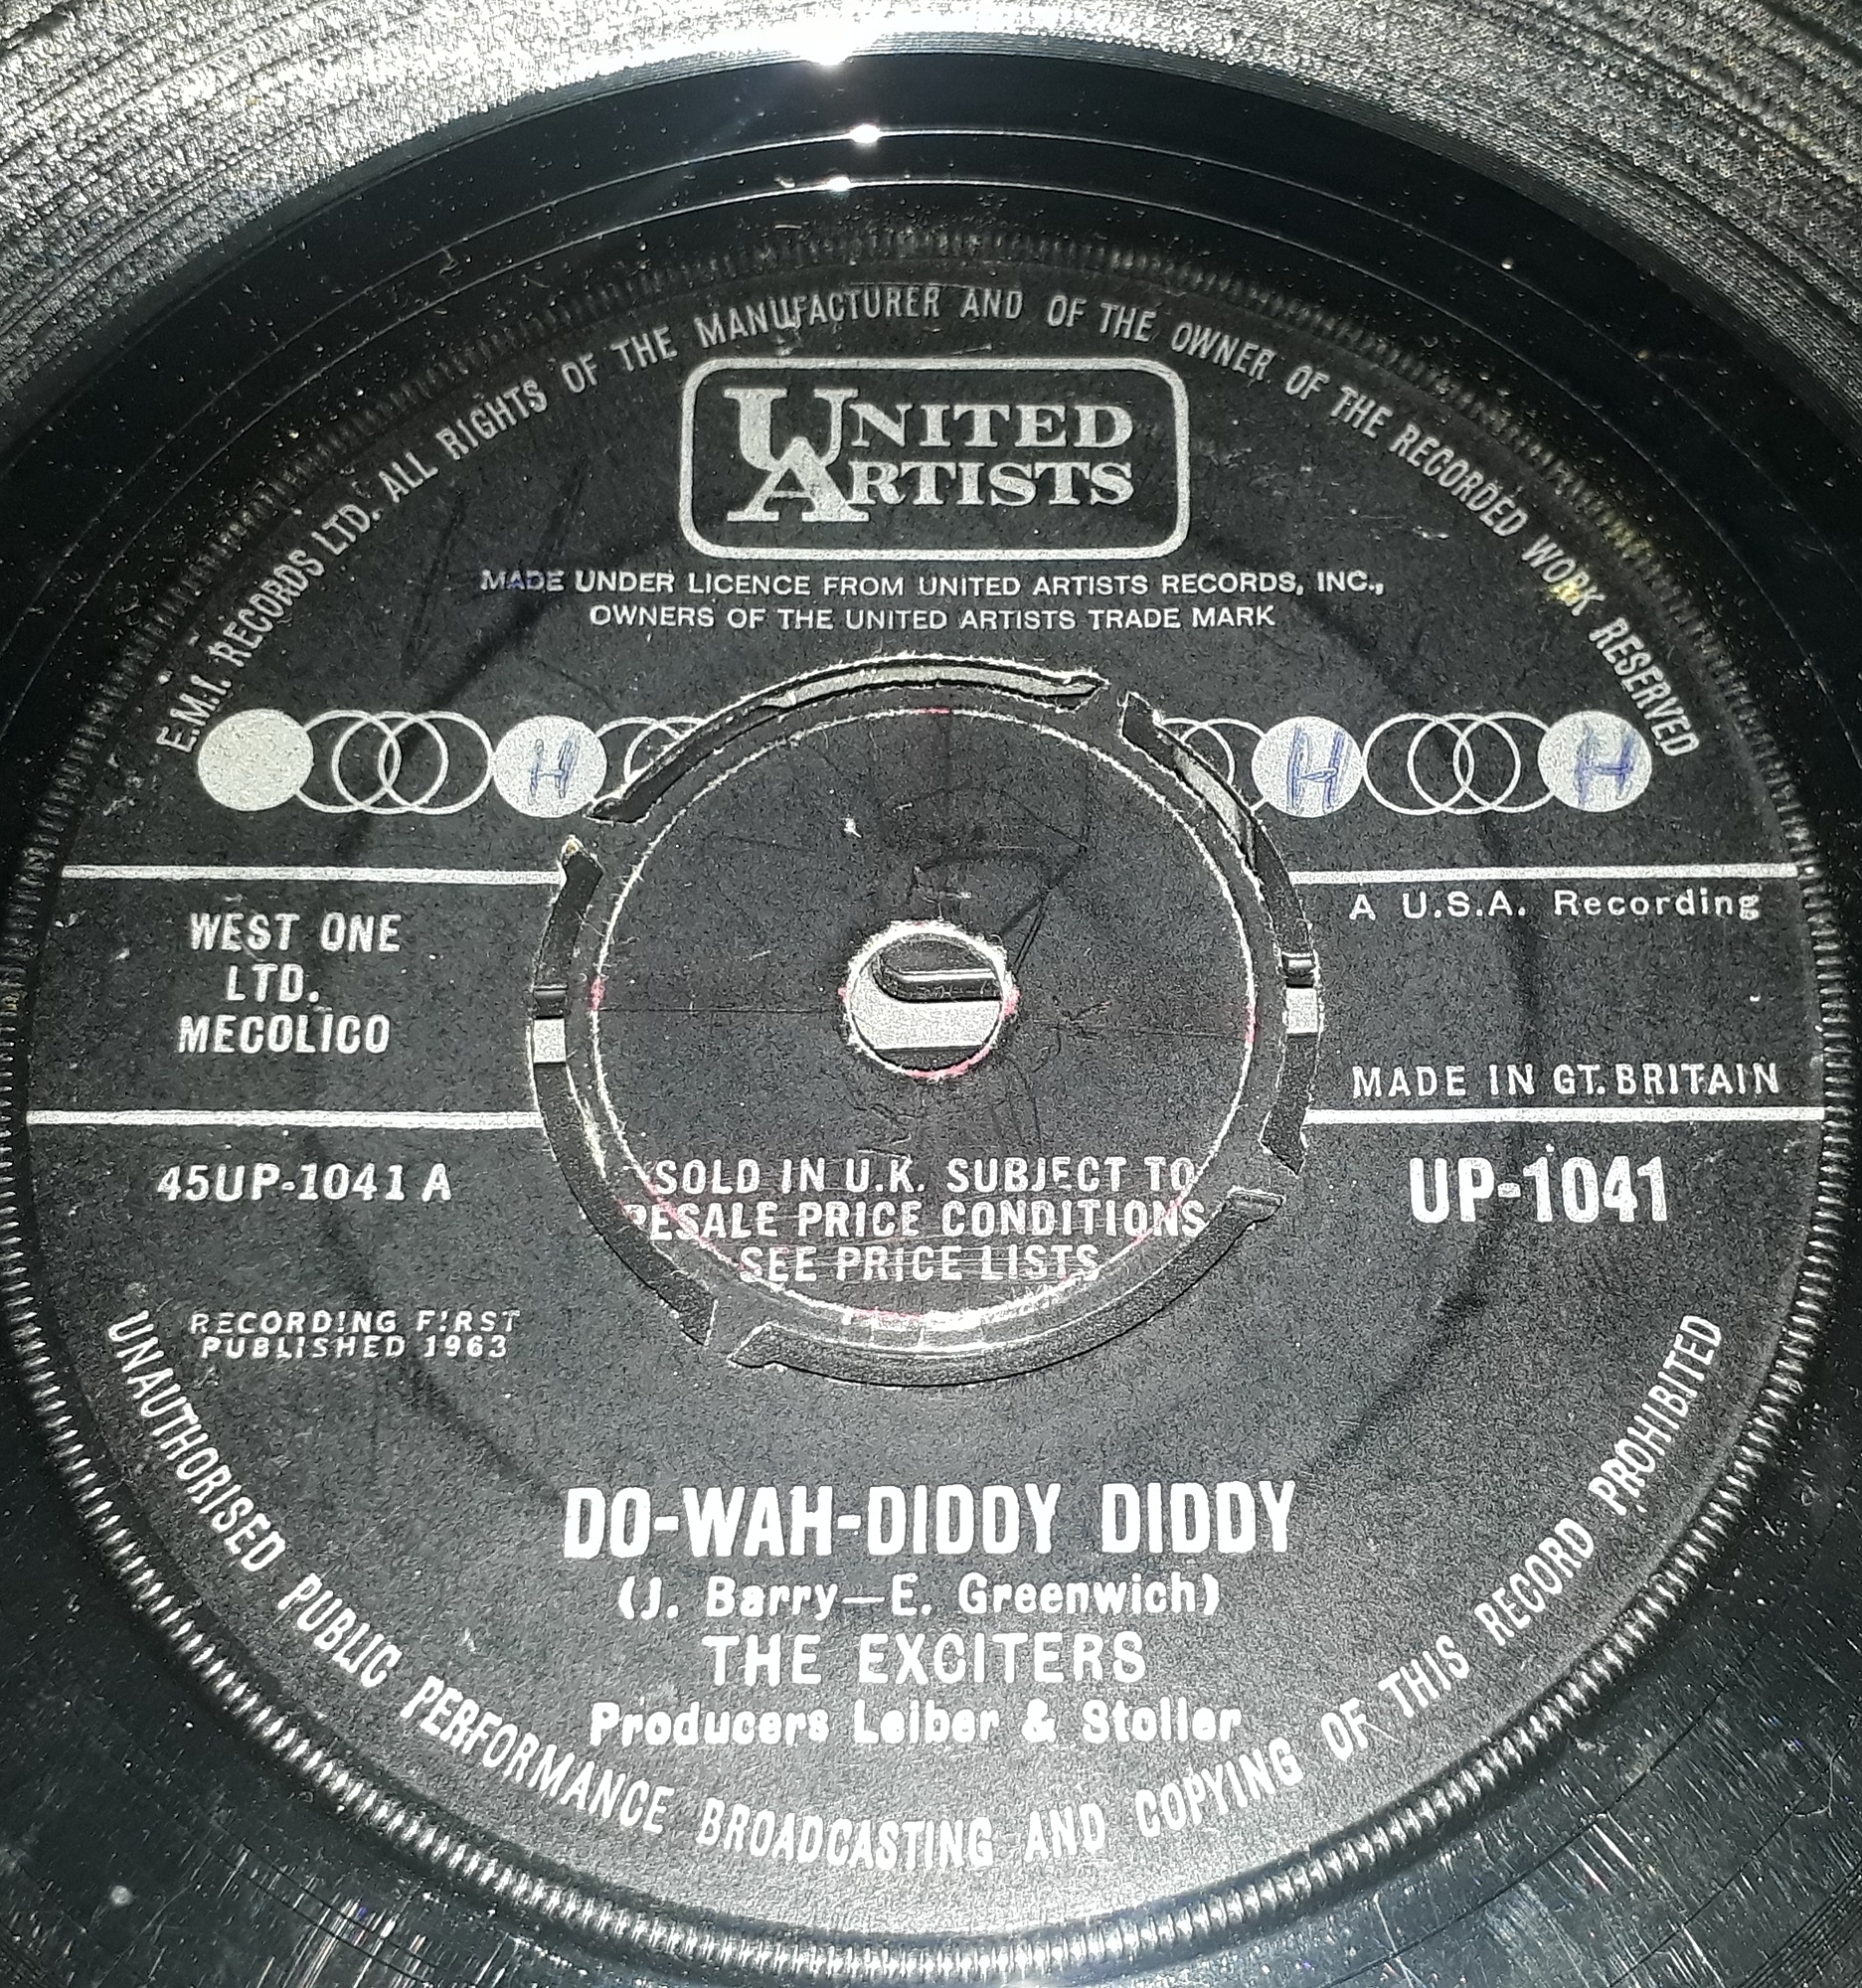 E.M.I. RECORDS LTD. ALL RIGHTS OF THE MANUFACTURER AND OF THE OWNER OF THE RECORDED WORK RESERVED
UNITED
ARTISTS
MADE UNDER LICENCE FROM UNITED ARTISTS RECORDS, INC.,
OWNERS OF THE UNITED ARTISTS TRADE MARK
H H H
WEST ONE
LTD.
MECOLICO
A U.S.A. Recording
MADE IN GT. BRITAIN
45UP-1041 A
SOLD IN U.K. SUBJECT TO
RESALE PRICE CONDITIONS
SEE PRICE LISTS
UP-1041
RECORDING FIRST
PUBLISHED 1963
DO-WAH-DIDDY DIDDY
(J. Barry—E. Greenwich)
THE EXCITERS
Producers Leiber & Stoller
UNAUTHORISED PUBLIC PERFORMANCE BROADCASTING AND COPYING OF THIS RECORD PROHIBITED